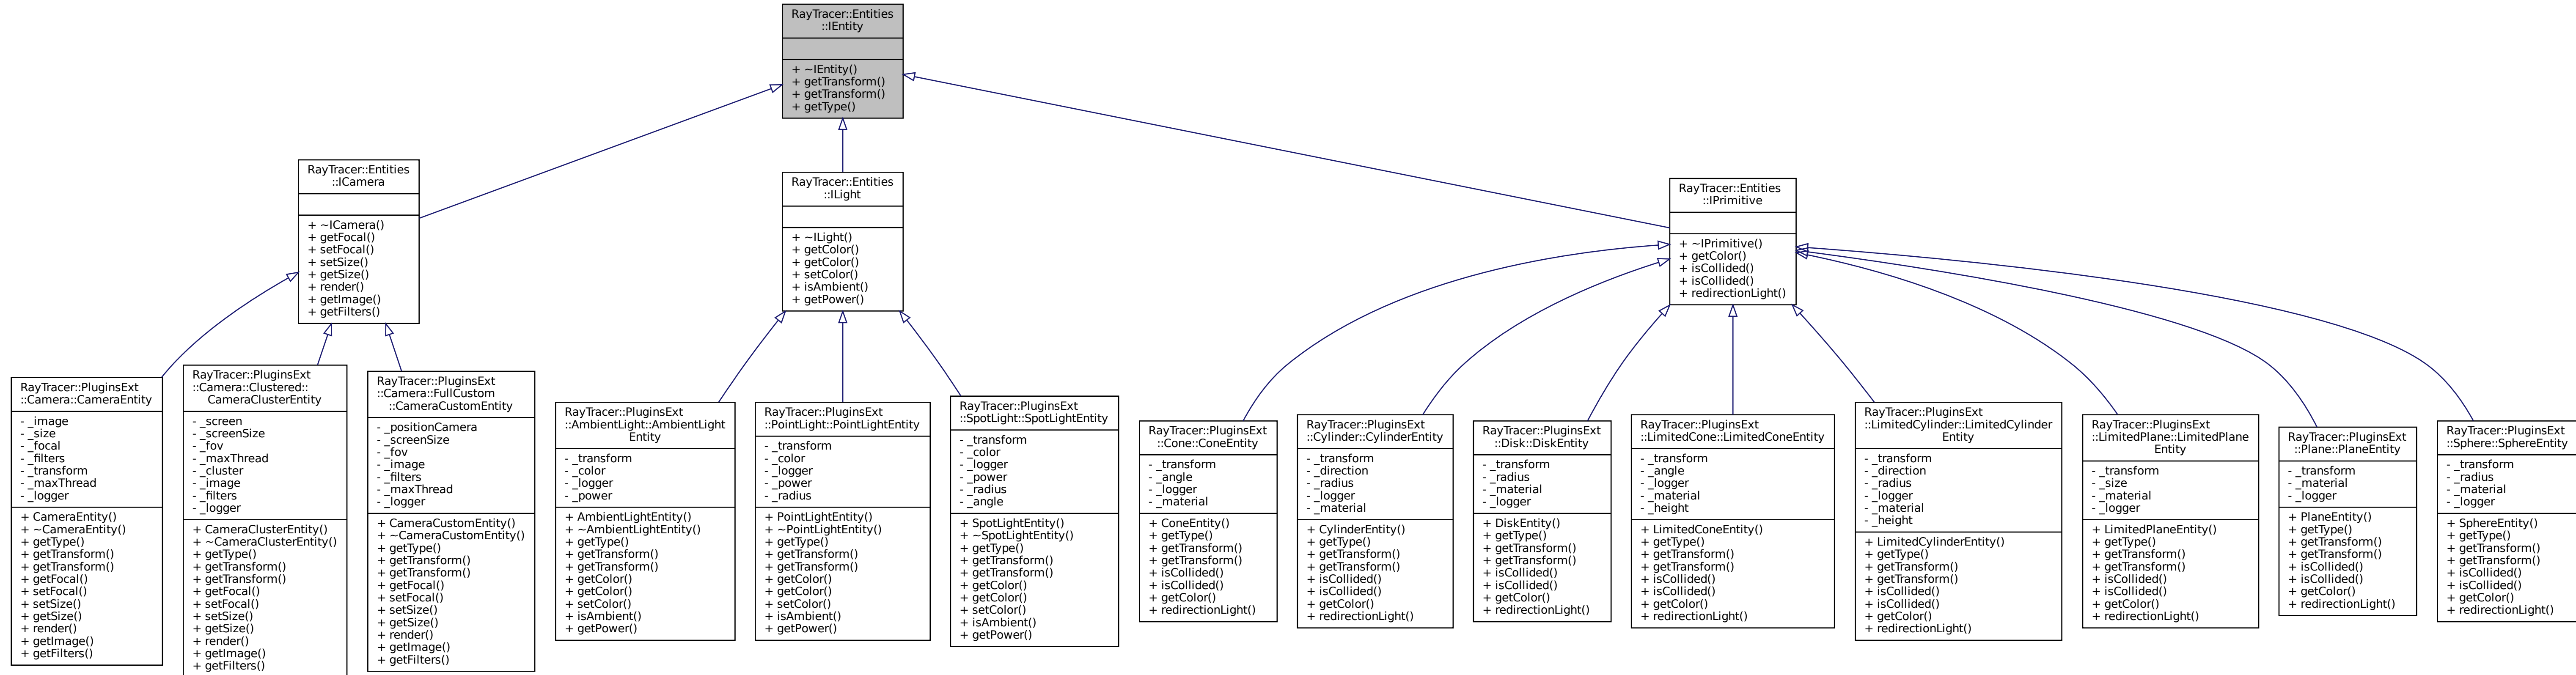 RayTracer::Entities
::IEntity
+ ~IEntity()
+ getTransform()
+ getTransform()
+ getType()
RayTracer::Entities
::ICamera
+ ~ICamera()
+ getFocal()
+ setFocal()
+ setSize()
+ getSize()
+ render()
+ getImage()
+ getFilters()
RayTracer::Entities
::ILight
+ ~ILight()
+ getColor()
+ getColor()
+ setColor()
+ isAmbient()
+ getPower()
RayTracer::Entities
::IPrimitive
+ ~IPrimitive()
+ getColor()
+ isCollided()
+ isCollided()
+ redirectionLight()
RayTracer::PluginsExt
::Camera::CameraEntity
- _image
- _size
- _focal
- _filters
- _transform
- _maxThread
- _logger
+ CameraEntity()
+ ~CameraEntity()
+ getType()
+ getTransform()
+ getTransform()
+ getFocal()
+ setFocal()
+ setSize()
+ getSize()
+ render()
+ getImage()
+ getFilters()
RayTracer::PluginsExt
::Camera::Clustered::
CameraClusterEntity
- _screen
- _screenSize
- _fov
- _maxThread
- _cluster
- _image
- _filters
- _logger
+ CameraClusterEntity()
+ ~CameraClusterEntity()
+ getType()
+ getTransform()
+ getTransform()
+ getFocal()
+ setFocal()
+ setSize()
+ getSize()
+ render()
+ getImage()
+ getFilters()
RayTracer::PluginsExt
::Camera::FullCustom
::CameraCustomEntity
- _positionCamera
- _screenSize
- _fov
- _image
- _filters
- _maxThread
- _logger
+ CameraCustomEntity()
+ ~CameraCustomEntity()
+ getType()
+ getTransform()
+ getTransform()
+ getFocal()
+ setFocal()
+ setSize()
+ getSize()
+ render()
+ getImage()
+ getFilters()
RayTracer::PluginsExt
::AmbientLight::AmbientLight
Entity
- _transform
- _color
- _logger
- _power
+ AmbientLightEntity()
+ ~AmbientLightEntity()
+ getType()
+ getTransform()
+ getTransform()
+ getColor()
+ getColor()
+ setColor()
+ isAmbient()
+ getPower()
RayTracer::PluginsExt
::PointLight::PointLightEntity
- _transform
- _color
- _logger
- _power
- _radius
+ PointLightEntity()
+ ~PointLightEntity()
+ getType()
+ getTransform()
+ getTransform()
+ getColor()
+ getColor()
+ setColor()
+ isAmbient()
+ getPower()
RayTracer::PluginsExt
::SpotLight::SpotLightEntity
- _transform
- _color
- _logger
- _power
- _radius
- _angle
+ SpotLightEntity()
+ ~SpotLightEntity()
+ getType()
+ getTransform()
+ getTransform()
+ getColor()
+ getColor()
+ setColor()
+ isAmbient()
+ getPower()
RayTracer::PluginsExt
::Cone::ConeEntity
- _transform
- _angle
- _logger
- _material
+ ConeEntity()
+ getType()
+ getTransform()
+ getTransform()
+ isCollided()
+ isCollided()
+ getColor()
+ redirectionLight()
RayTracer::PluginsExt
::Cylinder::CylinderEntity
- _transform
- _direction
- _radius
- _logger
- _material
+ CylinderEntity()
+ getType()
+ getTransform()
+ getTransform()
+ isCollided()
+ isCollided()
+ getColor()
+ redirectionLight()
RayTracer::PluginsExt
::Disk::DiskEntity
- _transform
- _radius
- _material
- _logger
+ DiskEntity()
+ getType()
+ getTransform()
+ getTransform()
+ isCollided()
+ isCollided()
+ getColor()
+ redirectionLight()
RayTracer::PluginsExt
::LimitedCone::LimitedConeEntity
- _transform
- _angle
- _logger
- _material
- _height
+ LimitedConeEntity()
+ getType()
+ getTransform()
+ getTransform()
+ isCollided()
+ isCollided()
+ getColor()
+ redirectionLight()
RayTracer::PluginsExt
::LimitedCylinder::LimitedCylinder
Entity
- _transform
- _direction
- _radius
- _logger
- _material
- _height
+ LimitedCylinderEntity()
+ getType()
+ getTransform()
+ getTransform()
+ isCollided()
+ isCollided()
+ getColor()
+ redirectionLight()
RayTracer::PluginsExt
::LimitedPlane::LimitedPlane
Entity
- _transform
- _size
- _material
- _logger
+ LimitedPlaneEntity()
+ getType()
+ getTransform()
+ getTransform()
+ isCollided()
+ isCollided()
+ getColor()
+ redirectionLight()
RayTracer::PluginsExt
::Plane::PlaneEntity
- _transform
- _material
- _logger
+ PlaneEntity()
+ getType()
+ getTransform()
+ getTransform()
+ isCollided()
+ isCollided()
+ getColor()
+ redirectionLight()
RayTracer::PluginsExt
::Sphere::SphereEntity
- _transform
- _radius
- _material
- _logger
+ SphereEntity()
+ getType()
+ getTransform()
+ getTransform()
+ isCollided()
+ isCollided()
+ getColor()
+ redirectionLight()